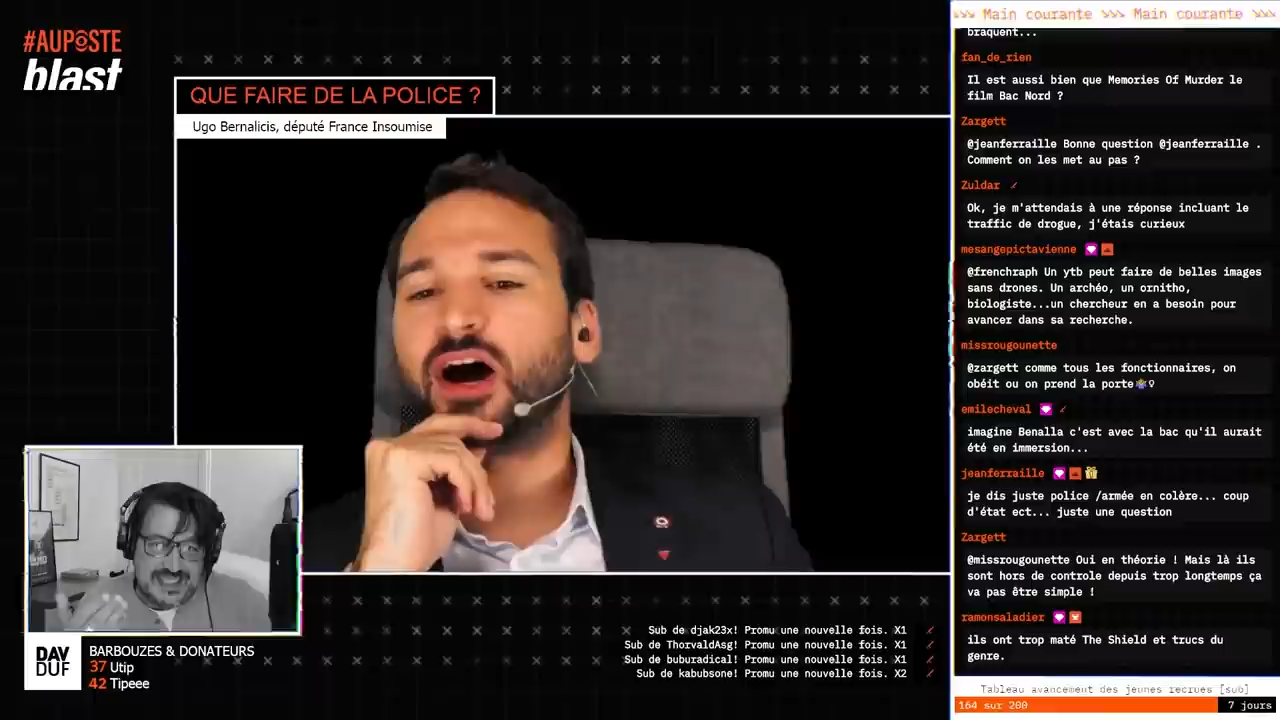 #AUPOSTE
blast
QUE FAIRE DE LA POLICE ?
Ugo Bernalicis, député France Insoumise
DAV
DUF
BARBOUZES & DONATEURS
37 Utip
42 Tipeee
Sub de djak23x! Promu une nouvelle fois. X1
Sub de ThorvaldAsg! Promu une nouvelle fois. X1
Sub de buburadical! Promu une nouvelle fois. X1
Sub de kabubsone! Promu une nouvelle fois. X2
Main courante >>> Main courante
braquent...
fan_de_rien
Il est aussi bien que Memories Of Murder le
film Bac Nord ?
Zargett
@jeanferraille Bonne question @jeanferraille .
Comment on les met au pas ?
Zuldar
Ok, je m'attendais à une réponse incluant le
traffic de drogue, j'étais curieux
mesangepictavienne
@frenchraph Un ytb peut faire de belles images
sans drones. Un archéo, un ornitho,
biologiste...un chercheur en a besoin pour
avancer dans sa recherche.
missrougounette
@zargett comme tous les fonctionnaires, on
obéit ou on prend la porte
emilecheval
imagine Benalla c'est avec la bac qu'il aurait
été en immersion...
jeanferraille
je dis juste police /armée en colère... coup
d'état ect... juste une question
Zargett
@missrougounette Oui en théorie ! Mais là ils
sont hors de controle depuis trop longtemps ça
va pas être simple !
ramonsaladier
ils ont trop maté The Shield et trucs du
genre.
Tableau avancement des jeunes recrues [sub]
164 sur 200
7 jours